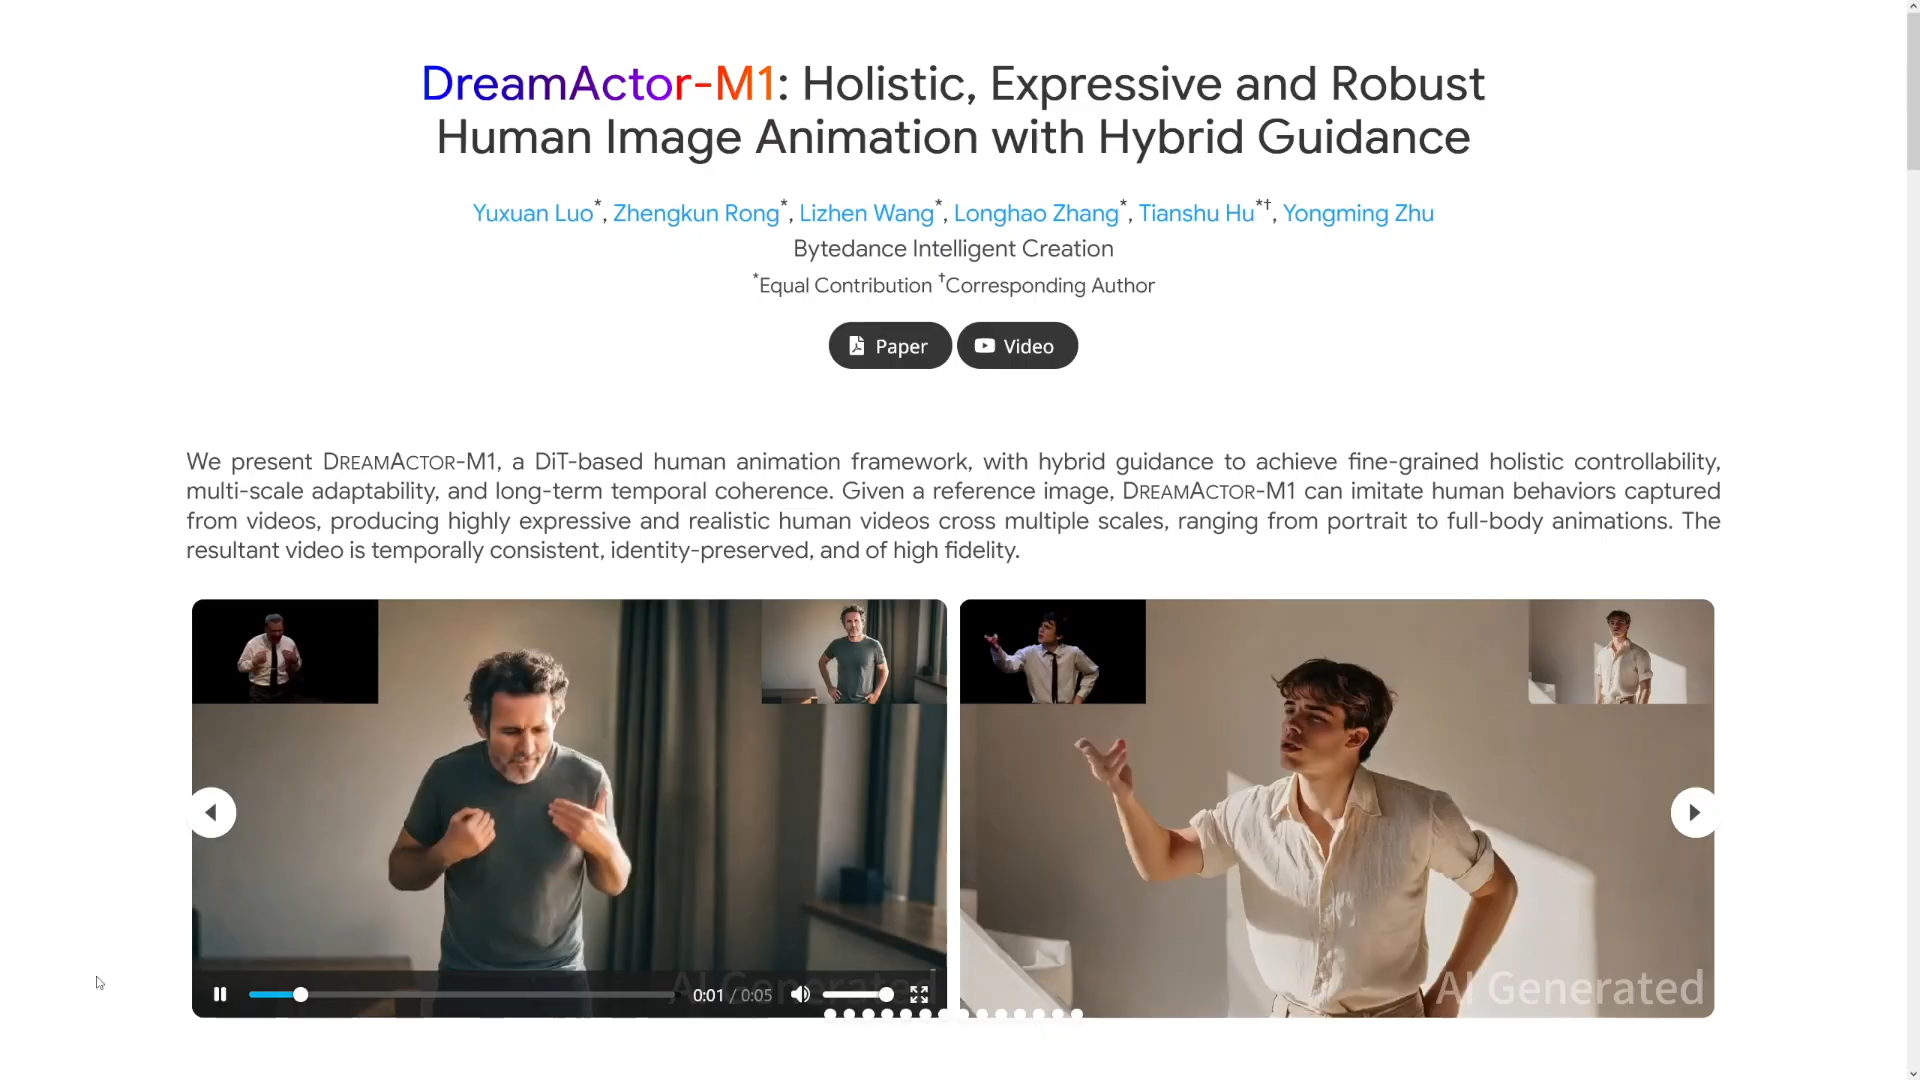 DreamActor-M1: Holistic, Expressive and Robust
Human Image Animation with Hybrid Guidance
Yuxuan Luo*, Zhengkun Rong*, Lizhen Wang*, Longhao Zhang*, Tianshu Hu*†, Yongming Zhu
Bytedance Intelligent Creation
*Equal Contribution †Corresponding Author
Paper Video
We present DREAMACTOR-M1, a DiT-based human animation framework, with hybrid guidance to achieve fine-grained holistic controllability,
multi-scale adaptability, and long-term temporal coherence. Given a reference image, DREAMACTOR-M1 can imitate human behaviors captured
from videos, producing highly expressive and realistic human videos cross multiple scales, ranging from portrait to full-body animations. The
resultant video is temporally consistent, identity-preserved, and of high fidelity.
AI Generated
0:01 / 0:05
AI Generated